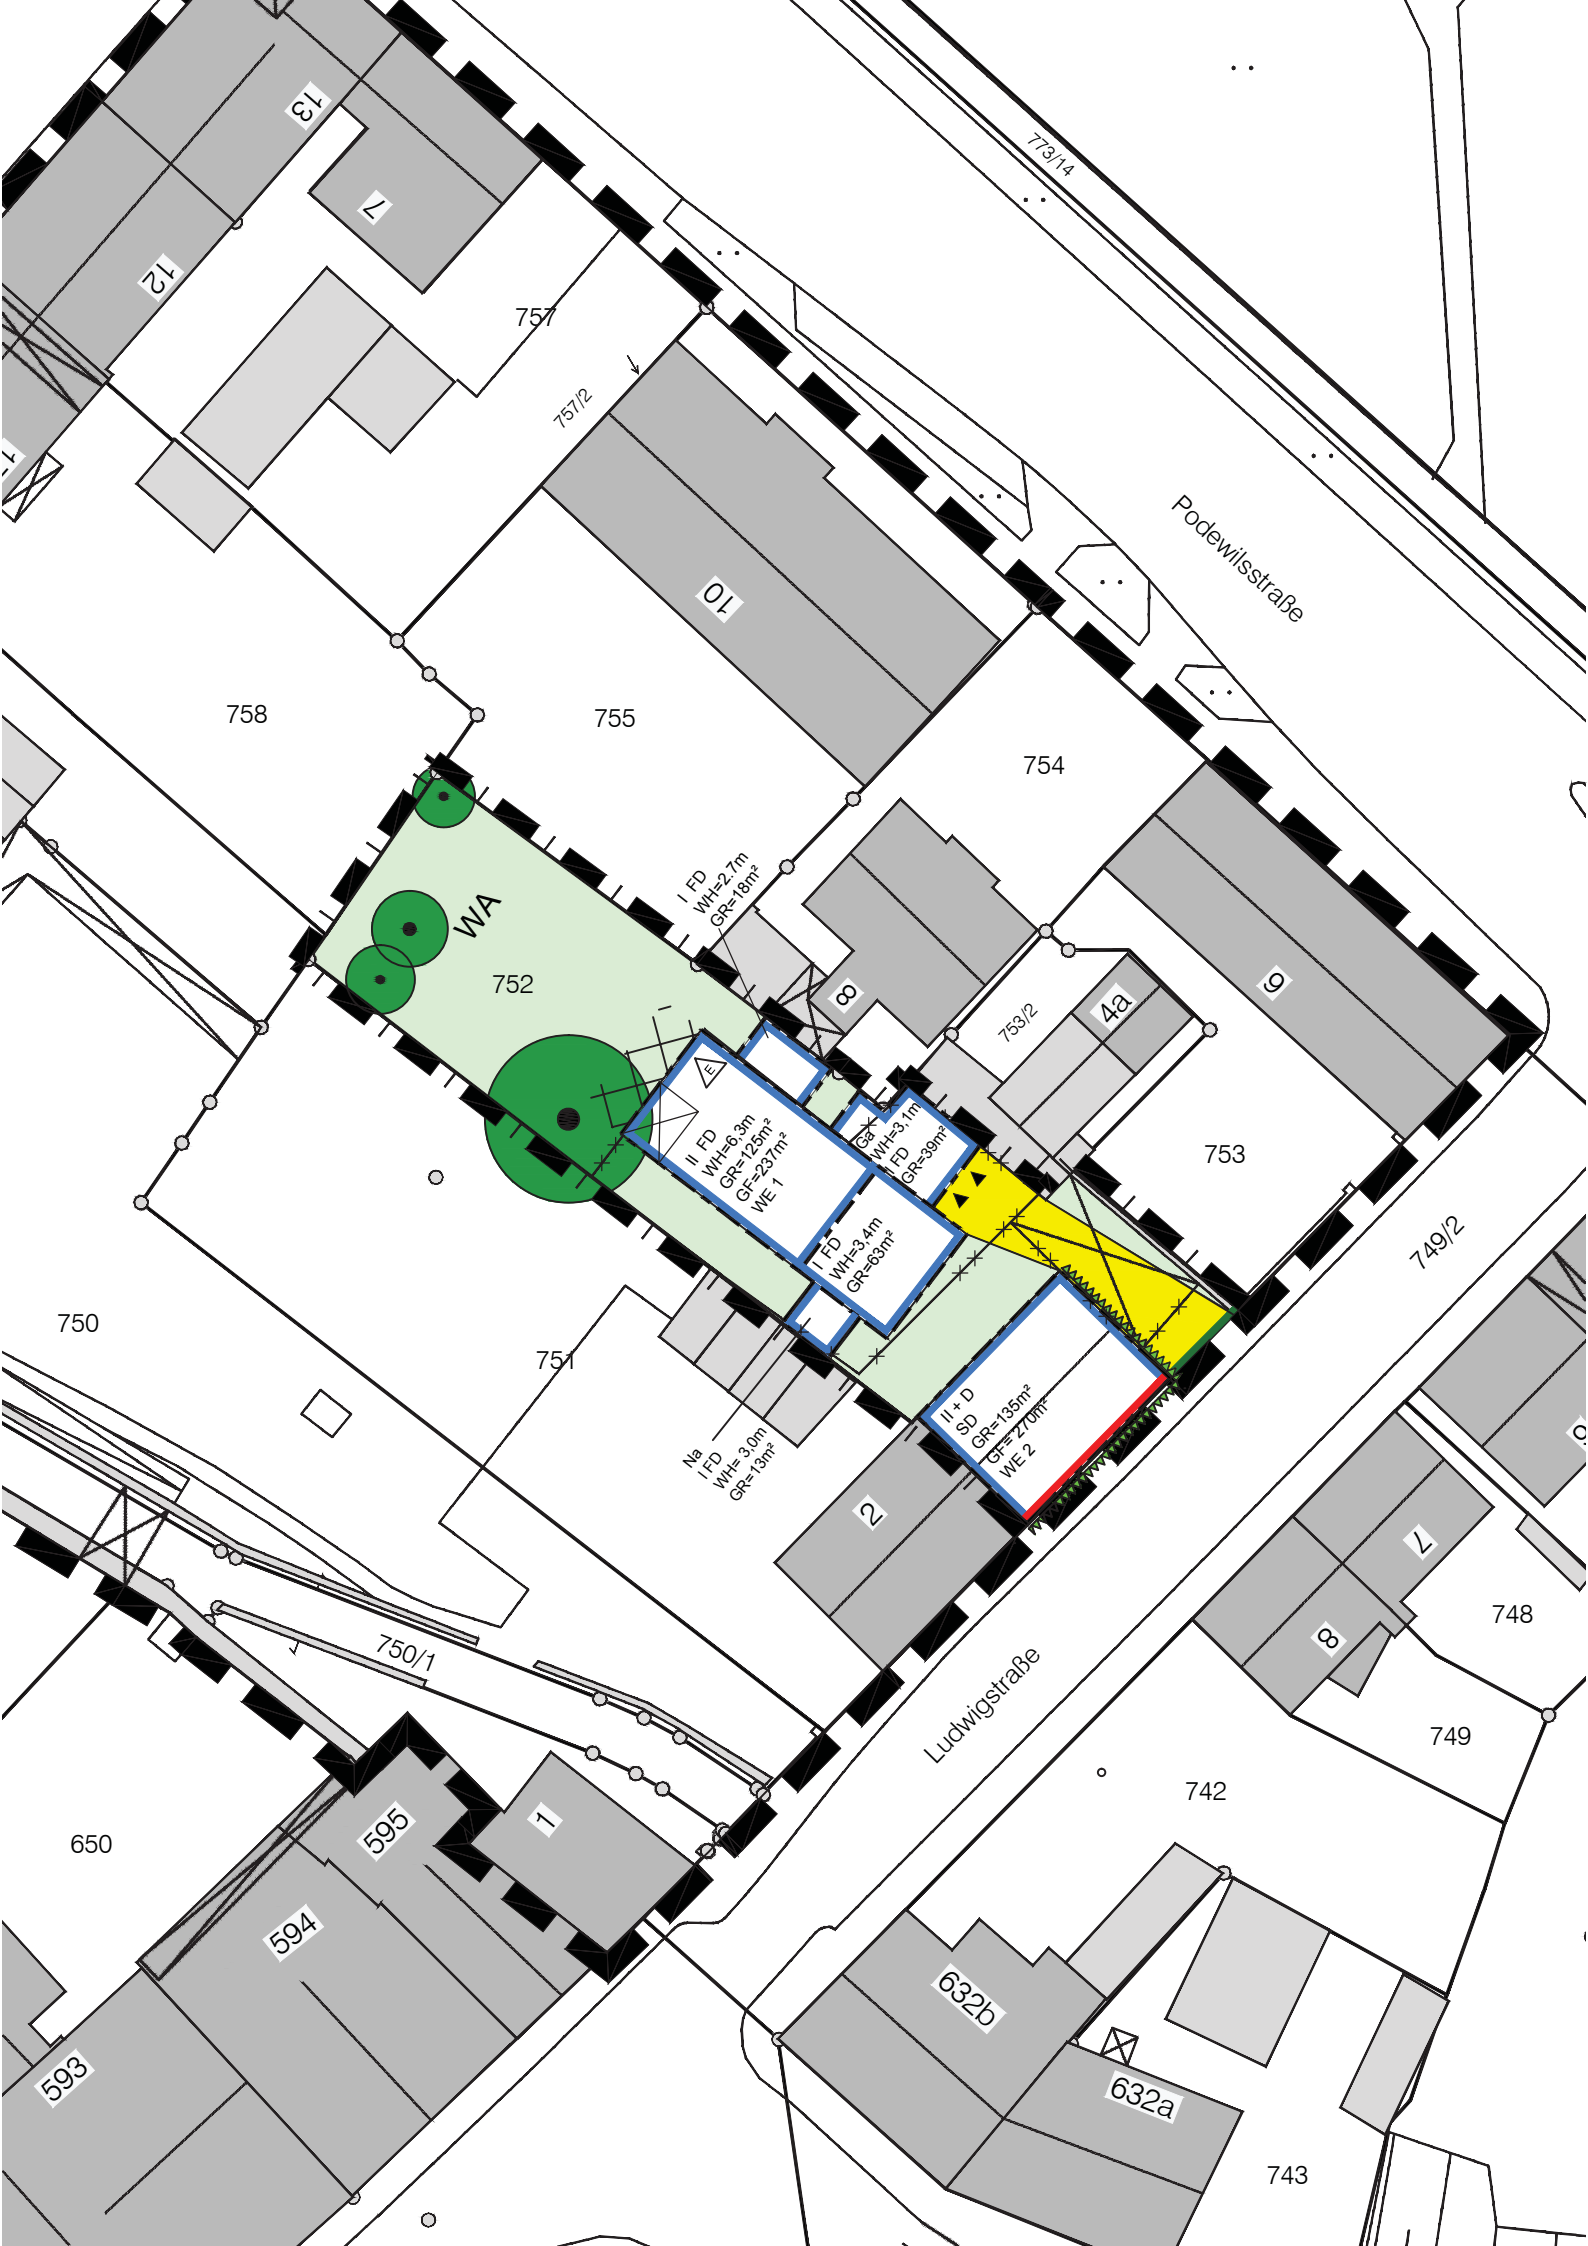 773/14
13
7
12
757
757/2
Podewilsstraße
10
758
755
754
I FD
WH=2.7m
GR=18m²
WA
752
8
753/2
4a
9
E
II FD
WH=6,3m
GR=125m²
GF=237m²
WE 1
Ga
WH=3,1m
I FD
GR=39m²
753
I FD
WH=3,4m
GR=63m²
749/2
750
751
II + D
SD
GR=135m²
GF= 270m²
WE 2
Na
I FD
WH= 3,0m
GR=13m²
2
6
7
8
748
750/1
Ludwigstraße
749
742
650
595
1
594
632b
593
632a
743